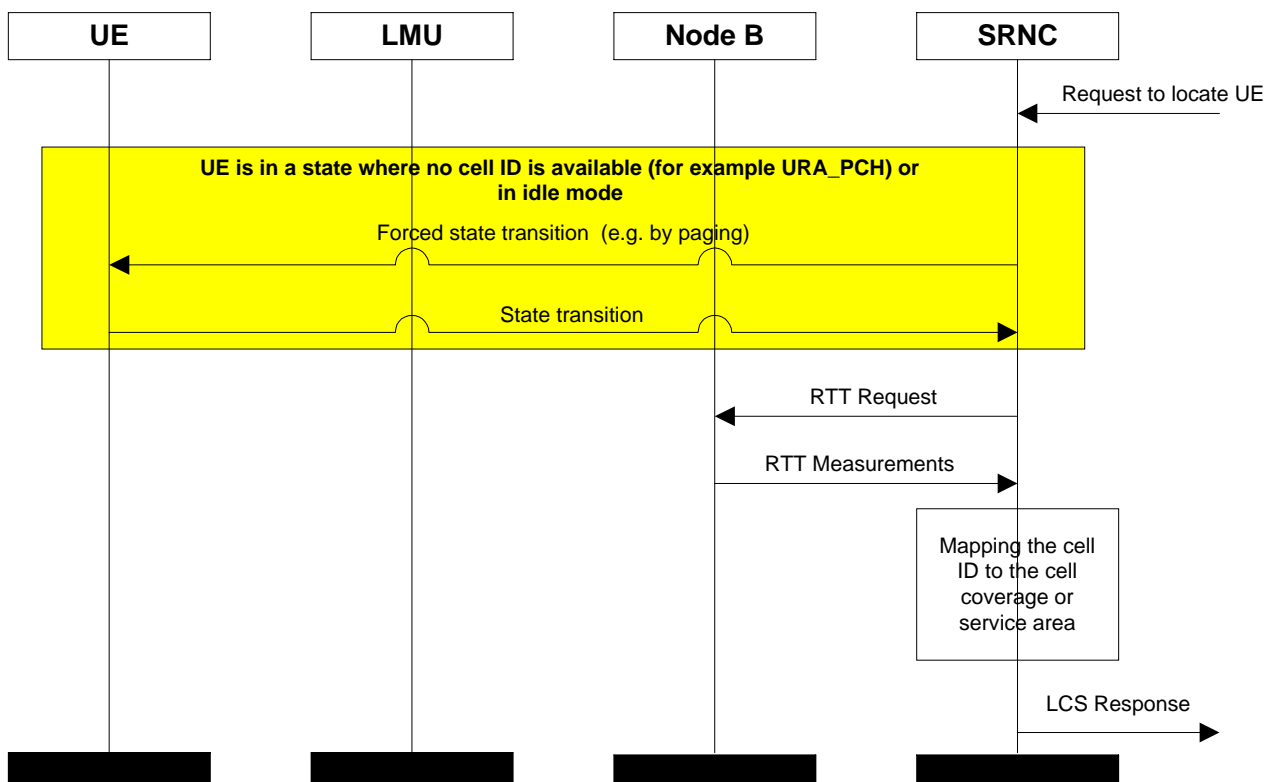 UE
LMU
Node B
SRNC
Request to locate UE
UE is in a state where no cell ID is available (for example URA_PCH) or
in idle mode
Forced state transition (e.g. by paging)
State transition
RTT Request
RTT Measurements
Mapping the cell
ID to the cell
coverage or
service area
LCS Response